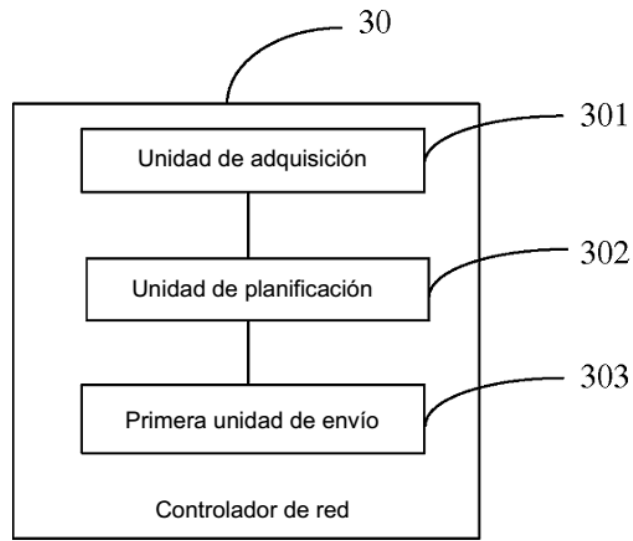 30
301
Unidad de adquisición
302
Unidad de planificación
303
Primera unidad de envío
Controlador de red